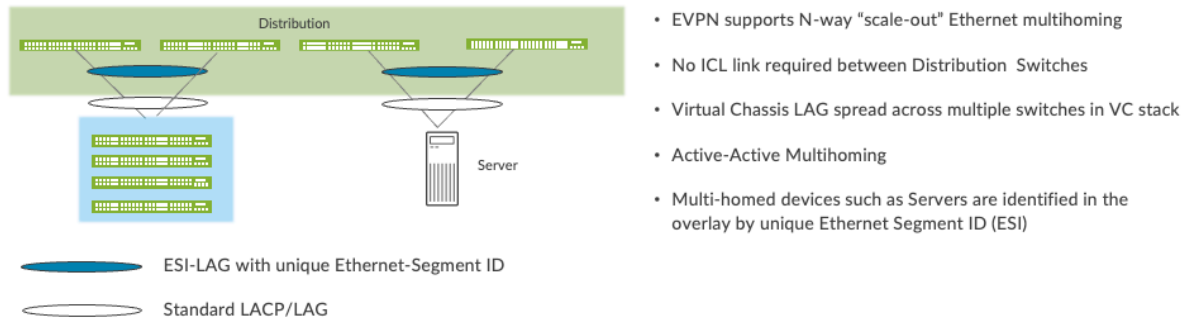 Distribution
Server
ESI-LAG with unique Ethernet-Segment ID
Standard LACP/LAG
• EVPN supports N-way “scale-out” Ethernet multihoming
• No ICL link required between Distribution Switches
• Virtual Chassis LAG spread across multiple switches in VC stack
• Active-Active Multihoming
• Multi-homed devices such as Servers are identified in the
overlay by unique Ethernet Segment ID (ESI)